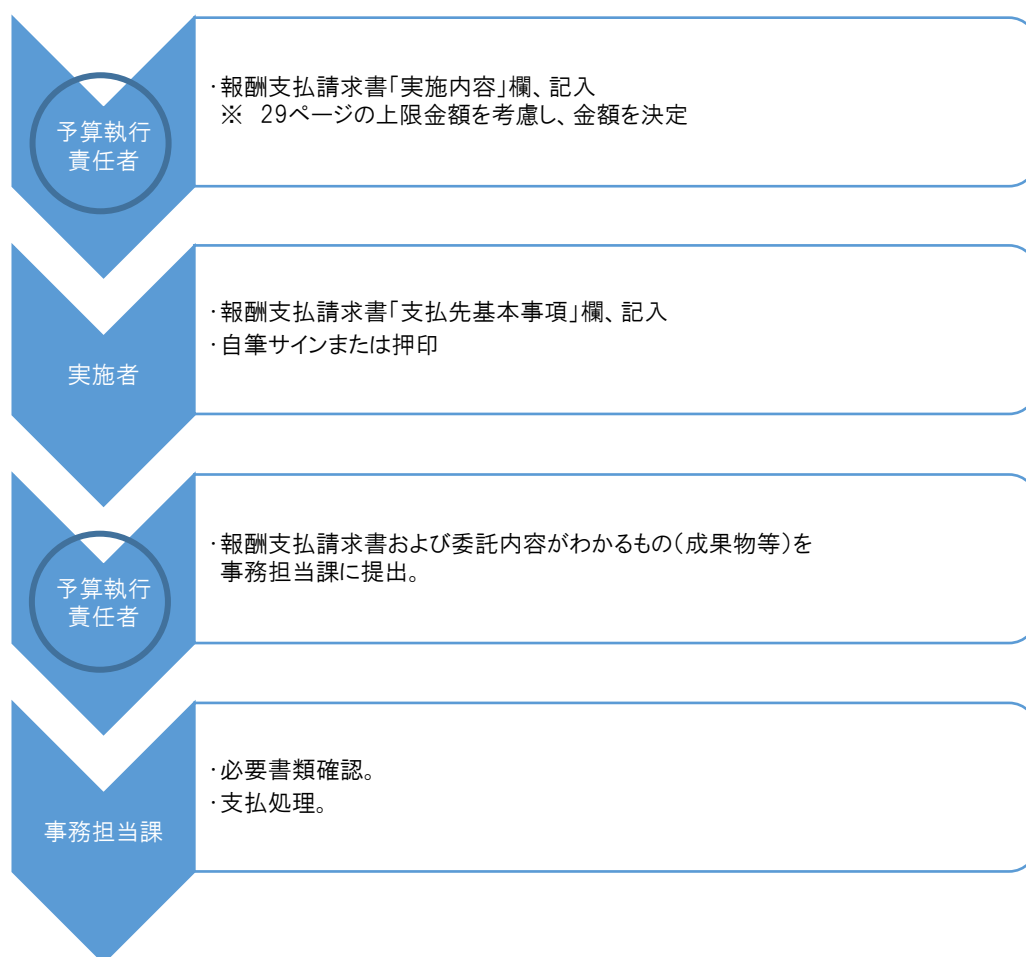 予算執行
責任者
・報酬支払請求書「実施内容」欄、記入
※ 29ページの上限金額を考慮し、金額を決定
実施者
・報酬支払請求書「支払先基本事項」欄、記入
・自筆サインまたは押印
予算執行
責任者
・報酬支払請求書および委託内容がわかるもの（成果物等）を
事務担当課に提出。
事務担当課
・必要書類確認。
・支払処理。